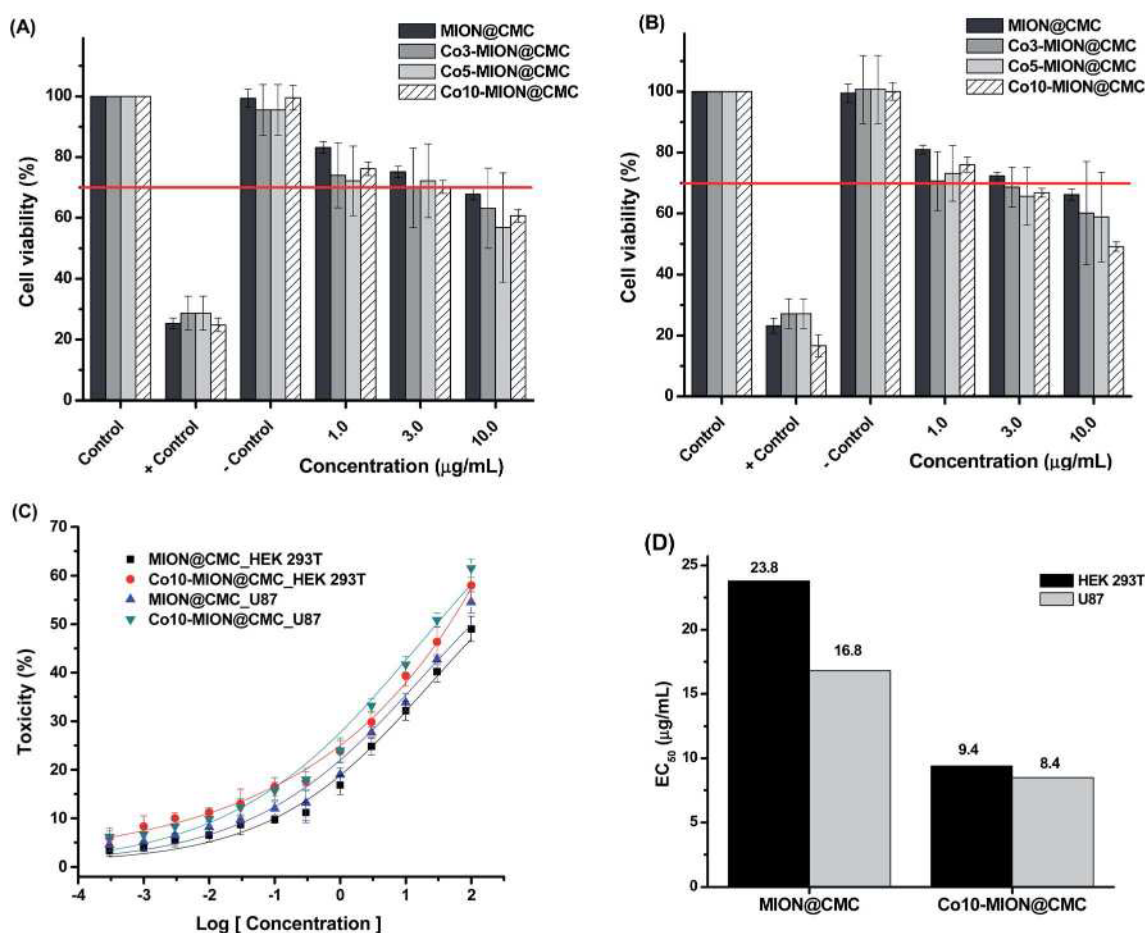 (A)
MION@CMC
Co3-MION@CMC
Co5-MION@CMC
Co10-MION@CMC
Cell viability (%)
100
80
60
40
20
0
Control
+ Control
- Control
1.0
3.0
10.0
Concentration (µg/mL)
(B)
MION@CMC
Co3-MION@CMC
Co5-MION@CMC
Co10-MION@CMC
Cell viability (%)
100
80
60
40
20
0
Control
+ Control
- Control
1.0
3.0
10.0
Concentration (µg/mL)
(C)
MION@CMC_HEK 293T
Co10-MION@CMC_HEK 293T
MION@CMC_U87
Co10-MION@CMC_U87
Toxicity (%)
70
60
50
40
30
20
10
0
-4 -3 -2 -1 0 1 2
Log [ Concentration ]
(D)
HEK 293T
U87
EC50 (µg/mL)
25
20
15
10
5
0
23.8
16.8
9.4
8.4
MION@CMC Co10-MION@CMC